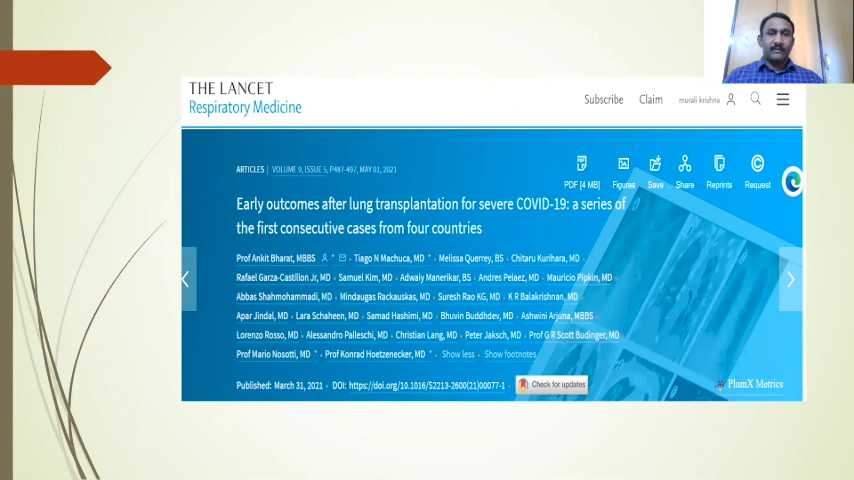 THE LANCET
Respiratory Medicine
Subscribe Claim murali krishna
ARTICLES | VOLUME 9, ISSUE 5, P487-497, MAY 01, 2021
PDF [4 MB] Figures Save Share Reprints Request
Early outcomes after lung transplantation for severe COVID-19: a series of
the first consecutive cases from four countries
Prof Ankit Bharat, MBBS * • Tiago N Machuca, MD * • Melissa Querrey, BS • Chitaru Kurihara, MD •
Rafael Garza-Castillon Jr, MD • Samuel Kim, MD • Adwaiy Manerikar, BS • Andres Pelaez, MD • Mauricio Pipkin, MD •
Abbas Shahmohammadi, MD • Mindaugas Rackauskas, MD • Suresh Rao KG, MD • K R Balakrishnan, MD •
Apar Jindal, MD • Lara Schaheen, MD • Samad Hashimi, MD • Bhuvin Buddhdev, MD • Ashwini Arjuna, MBBS •
Lorenzo Rosso, MD • Alessandro Palleschi, MD • Christian Lang, MD • Peter Jaksch, MD • Prof G R Scott Budinger, MD •
Prof Mario Nosotti, MD * • Prof Konrad Hoetzenecker, MD * • Show less • Show footnotes
Published: March 31, 2021 • DOI: https://doi.org/10.1016/S2213-2600(21)00077-1 • Check for updates
PlumX Metrics